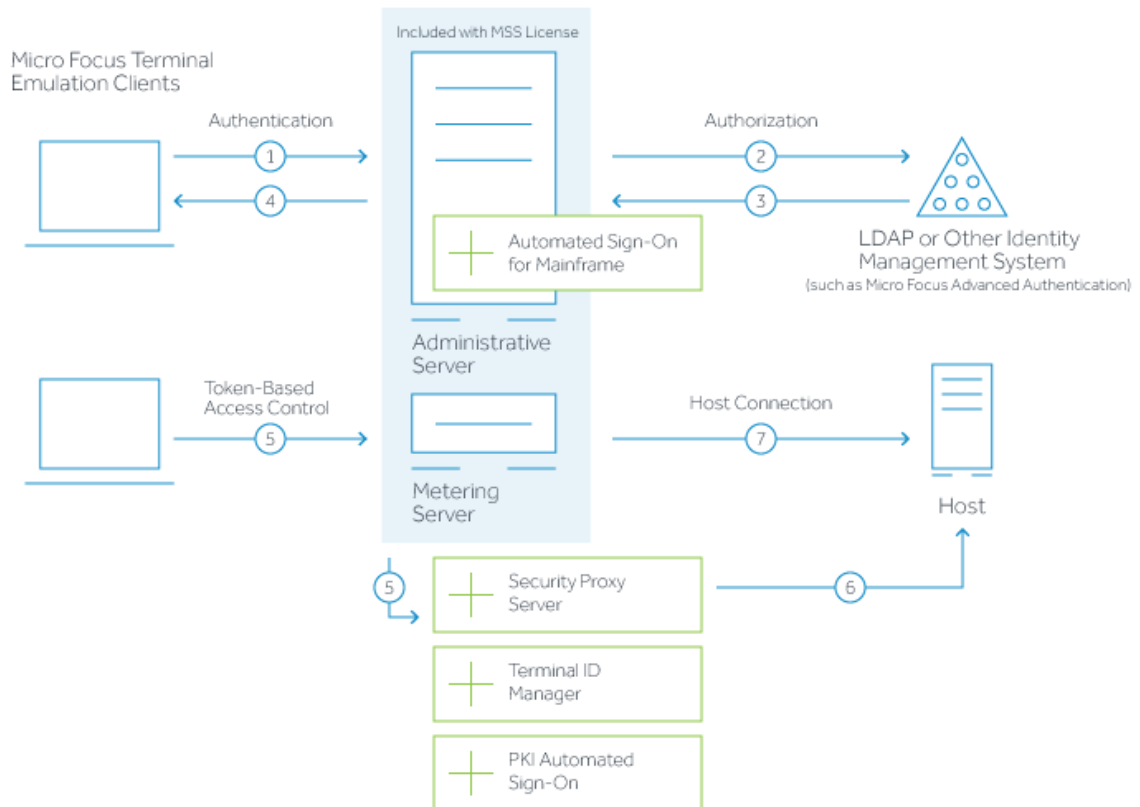 Included with MSS License
Micro Focus Terminal
Emulation Clients
Authentication
1
4
Authorization
2
3
Automated Sign-On
for Mainframe
LDAP or Other Identity
Management System
(such as Micro Focus Advanced Authentication)
Administrative
Server
Token-Based
Access Control
5
Host Connection
7
Metering
Server
Host
5
Security Proxy
Server
6
Terminal ID
Manager
PKI Automated
Sign-On